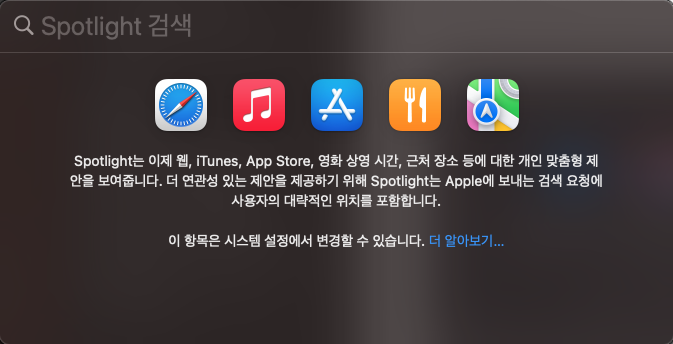 Spotlight 검색
Spotlight는 이제 웹, iTunes, App Store, 영화 상영 시간, 근처 장소 등에 대한 개인 맞춤형 제
안을 보여줍니다. 더 연관성 있는 제안을 제공하기 위해 Spotlight는 Apple에 보내는 검색 요청에
사용자의 대략적인 위치를 포함합니다.
이 항목은 시스템 설정에서 변경할 수 있습니다. 더 알아보기...